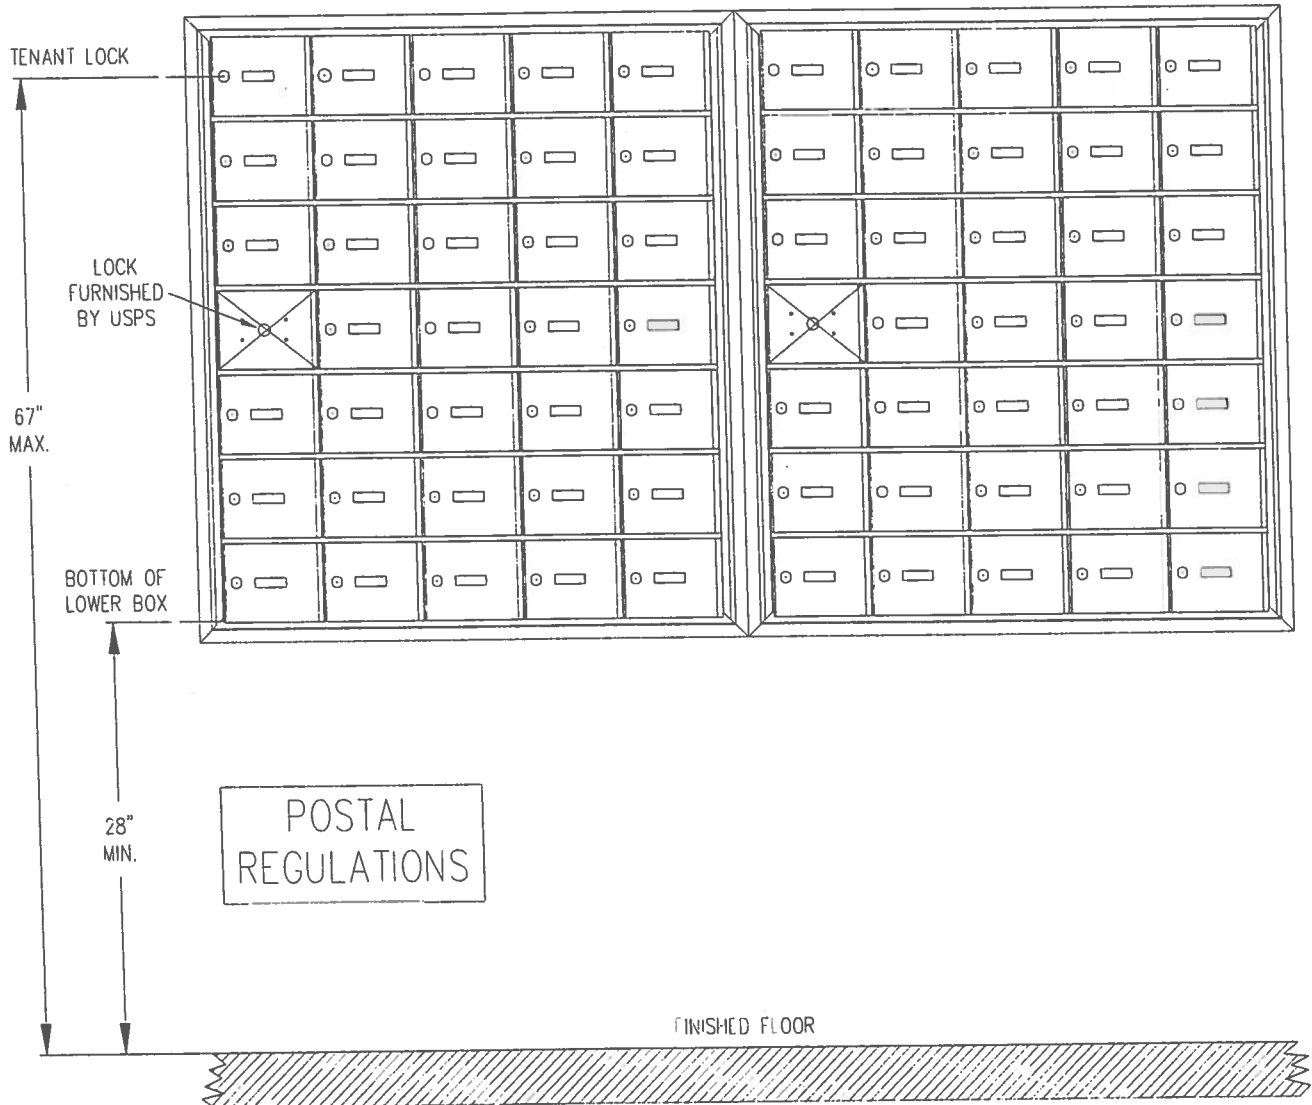 TENANT LOCK
LOCK
FURNISHED
BY USPS
67"
MAX.
BOTTOM OF
LOWER BOX
28"
MIN.
POSTAL
REGULATIONS
FINISHED FLOOR